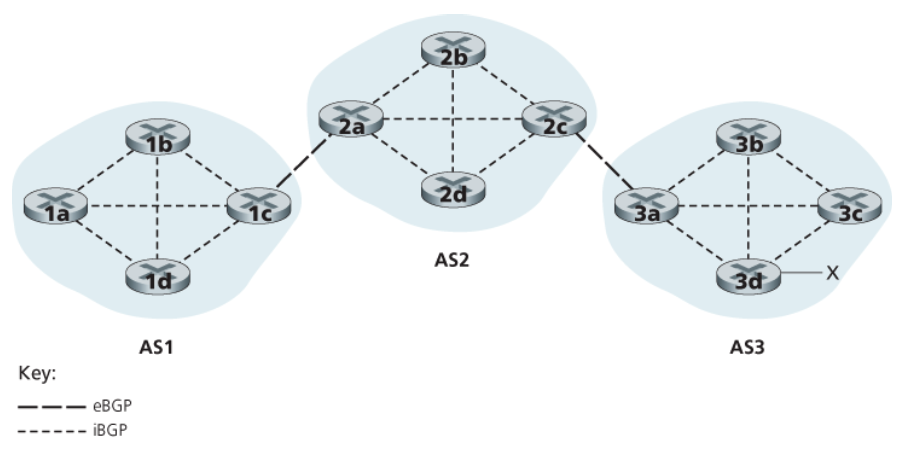 2b
2a
2c
2d
1b
1a
1c
1d
3b
3a
3c
3d
X
AS2
AS1
AS3
Key:
eBGP
iBGP